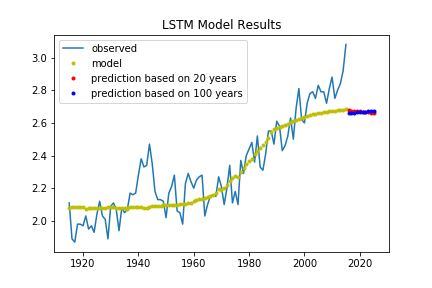 LSTM Model Results
observed
model
prediction based on 20 years
prediction based on 100 years
3.0
2.8
2.6
2.4
2.2
2.0
1920 1940 1960 1980 2000 2020